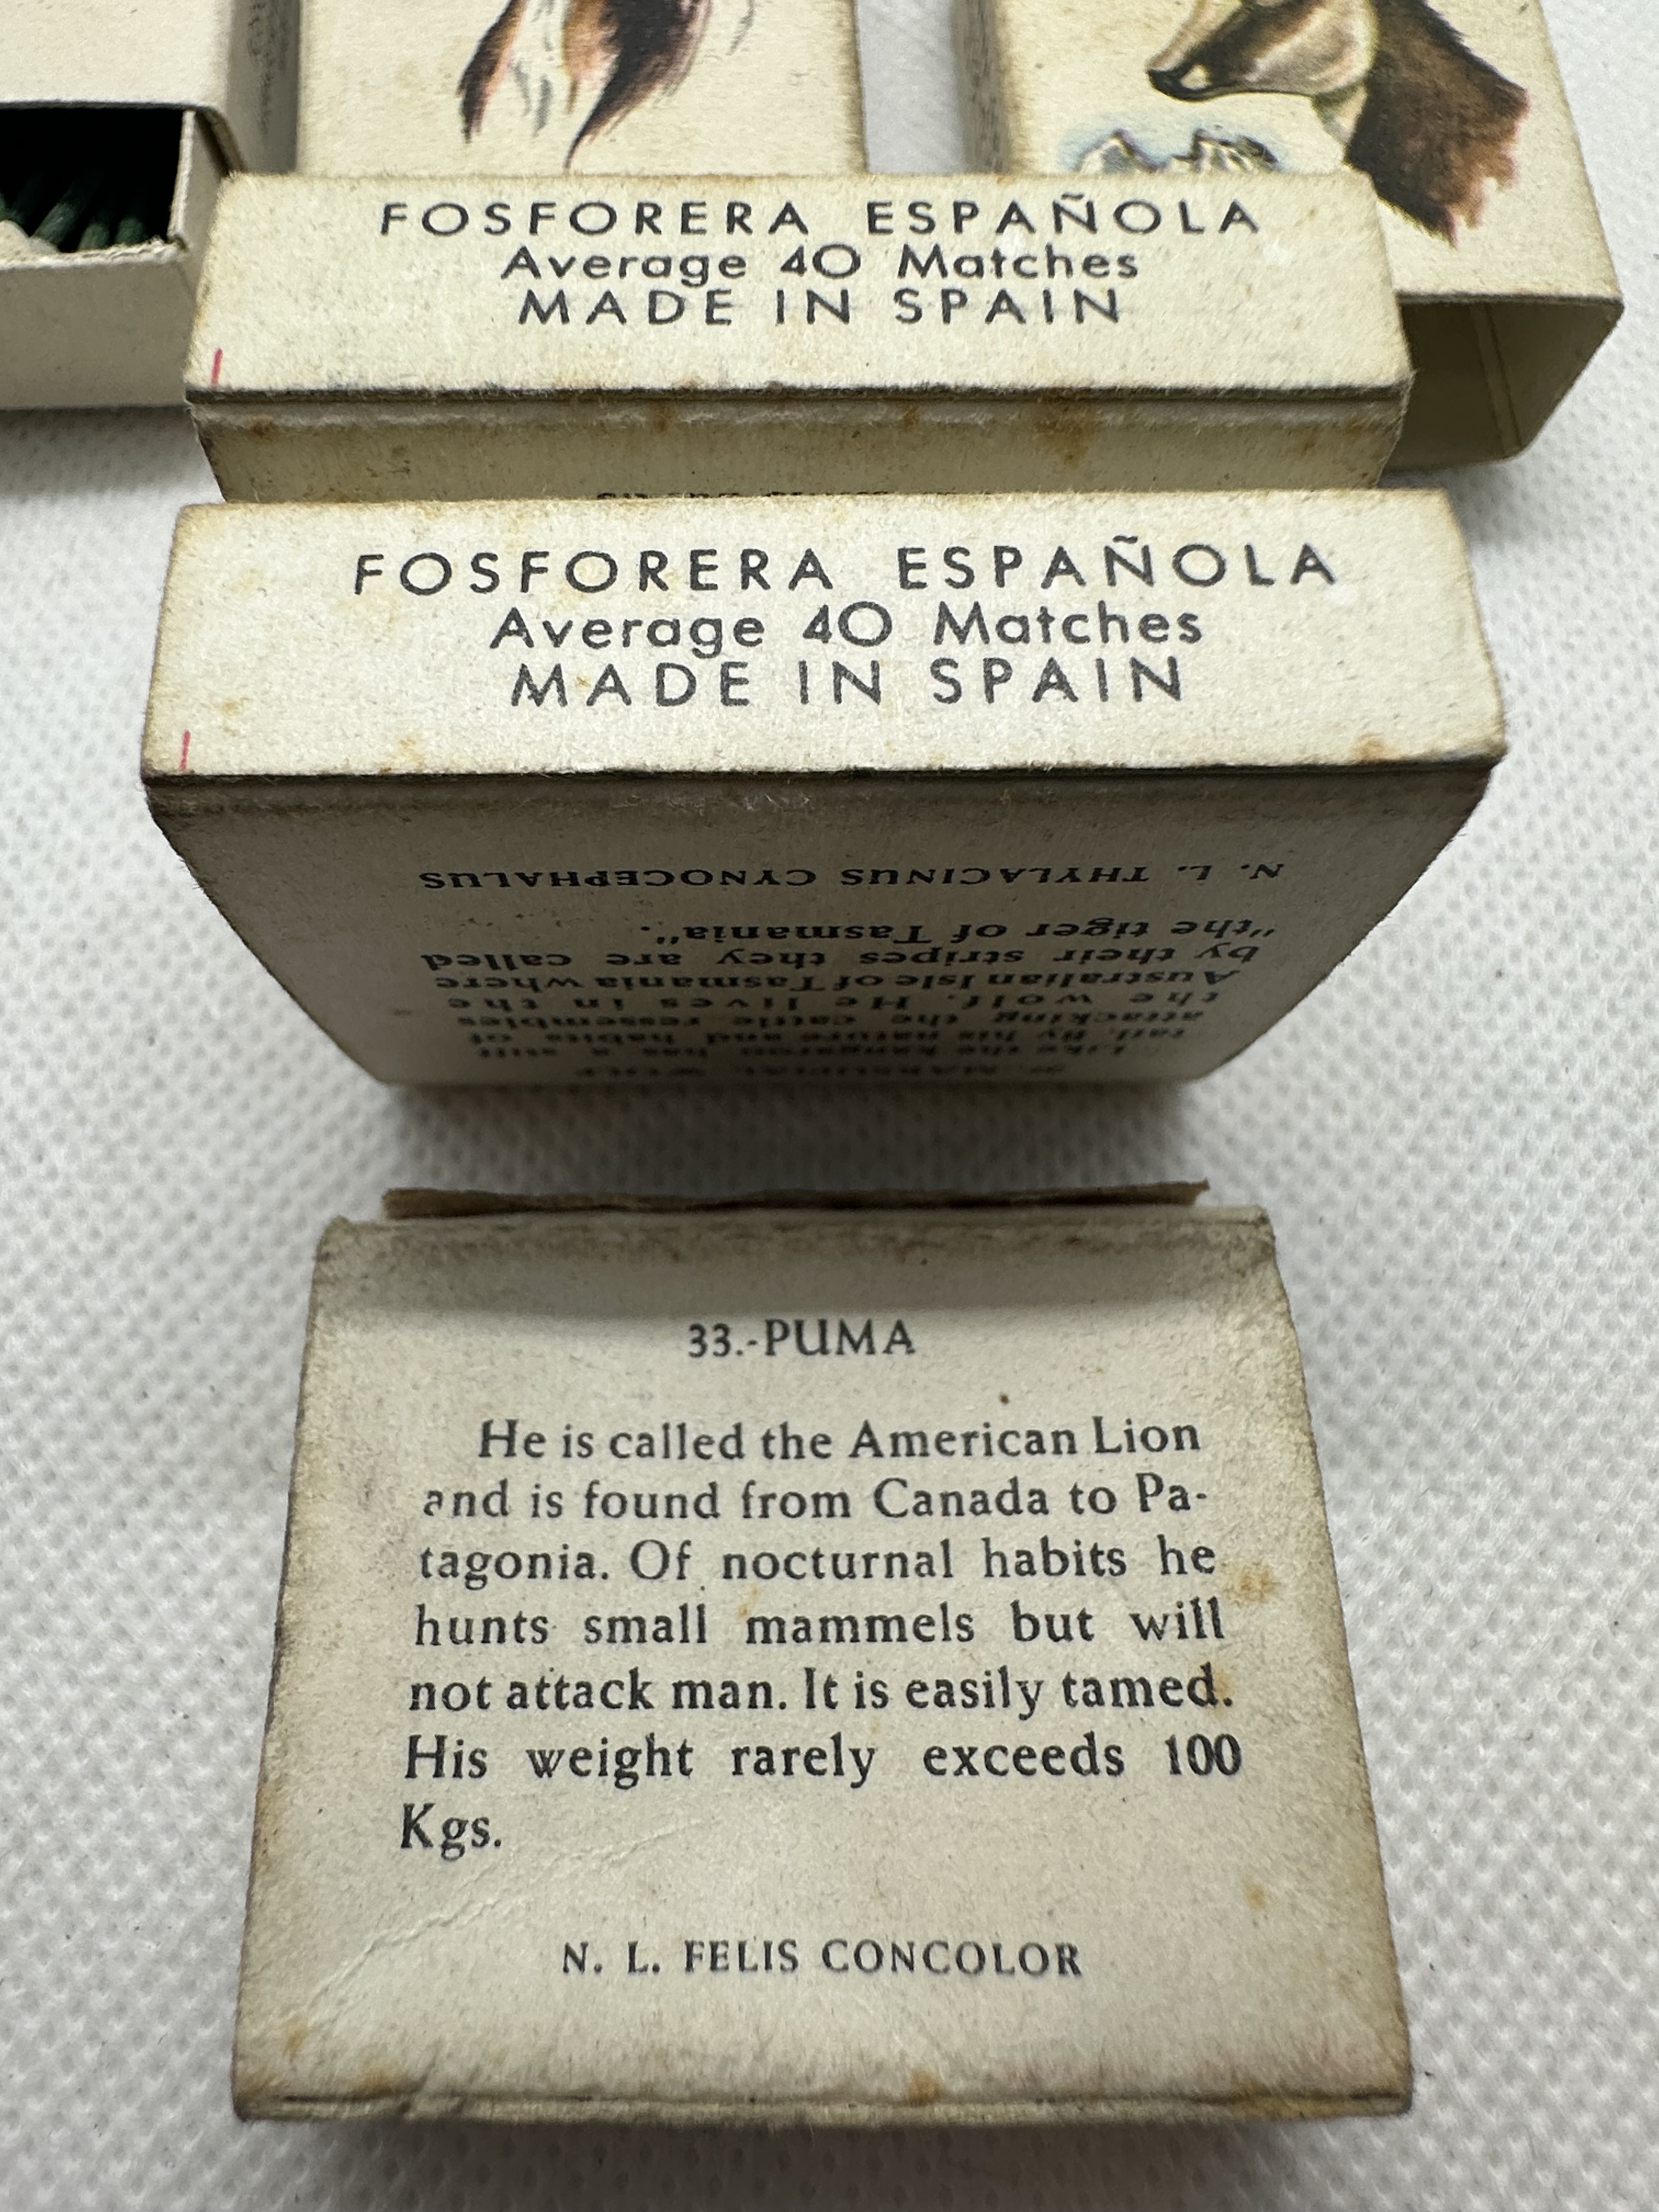 FOSFORERA ESPAÑOLA
Average 40 Matches
MADE IN SPAIN
FOSFORERA ESPAÑOLA
Average 40 Matches
MADE IN SPAIN
MARSUPIAL WOLF
Like the kangaroo has a stiff
tail. By his nature and habits of
attacking the cattle ressembles
the wolf. He lives in the
Australian Isle of Tasmania where
by their stripes they are called
"the tiger of Tasmania".
N. L. THYLACINUS CYNOCEPHALUS
33.-PUMA
He is called the American Lion
and is found from Canada to Pa-
tagonia. Of nocturnal habits he
hunts small mammels but will
not attack man. It is easily tamed.
His weight rarely exceeds 100
Kgs.
N. L. FELIS CONCOLOR